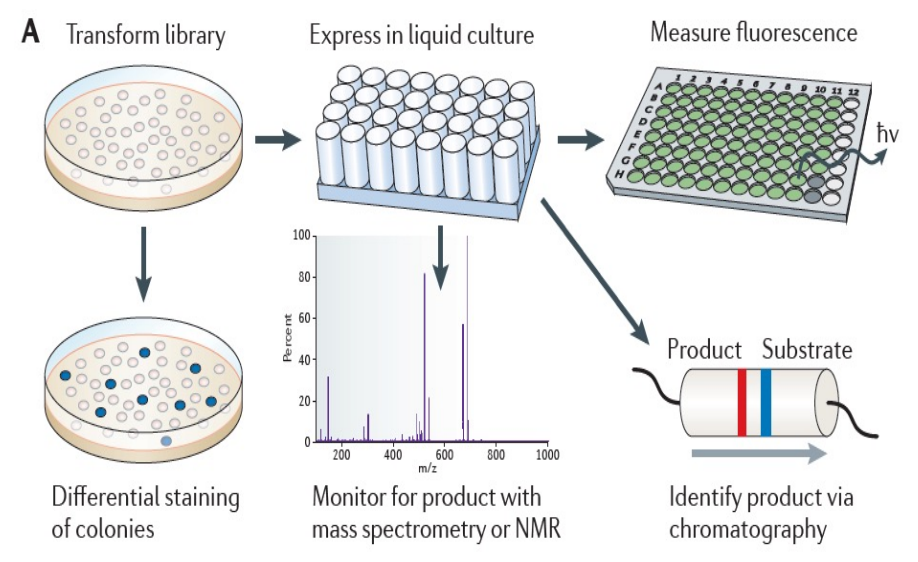 A
Transform library
Express in liquid culture
Measure fluorescence
1 2 3 4 5 6 7 8 9 10 11 12
A
B
C
D
E
F
G
H
ħν
100
80
60
40
20
0
Percent
200 400 600 800 1000
m/z
Product Substrate
Differential staining
of colonies
Monitor for product with
mass spectrometry or NMR
Identify product via
chromatography